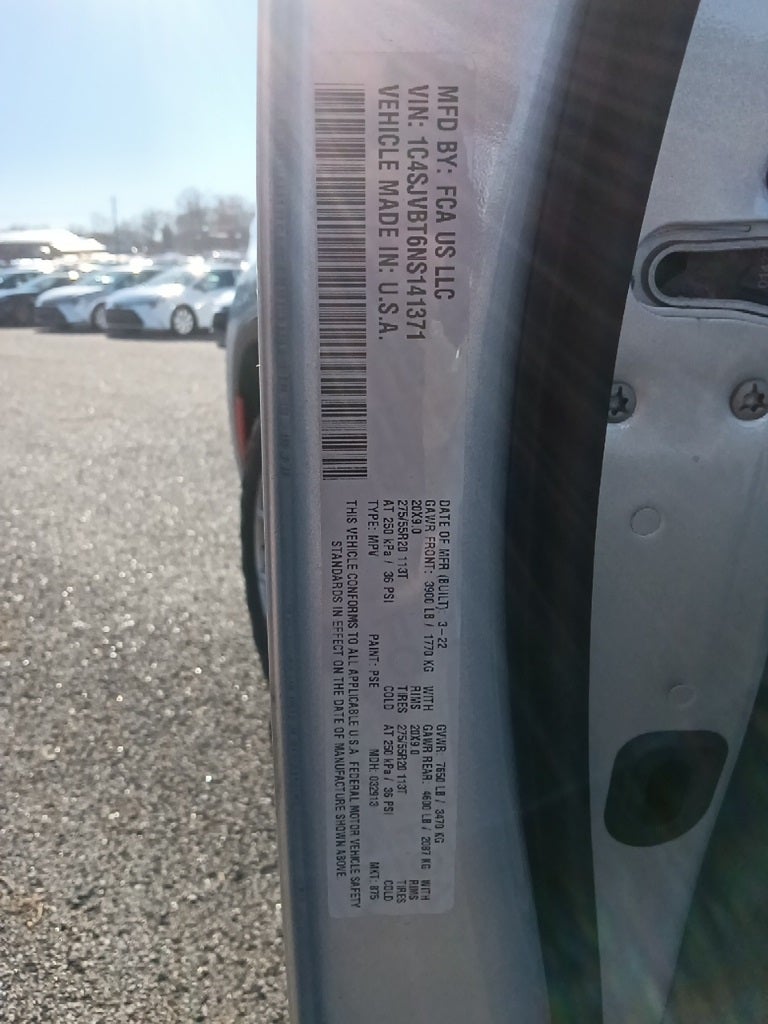 MFD BY: FCA US LLC
VIN: 1C4SJVBT6NS141371
VEHICLE MADE IN: U.S.A.
DATE OF MFR (BUILT): 3-22 GVWR: 7650 LB / 3470 KG
GAWR FRONT: 3900 LB / 1770 KG WITH GAWR REAR: 4600 LB / 2087 KG WITH
20X9.0 RIMS 20X9.0 RIMS
275/55R20 113T TIRES 275/55R20 113T TIRES
AT 250 kPa / 36 PSI COLD AT 250 kPa / 36 PSI COLD
TYPE: MPV PAINT: PSE MDH: 032913 MKT: 875
THIS VEHICLE CONFORMS TO ALL APPLICABLE U.S.A. FEDERAL MOTOR VEHICLE SAFETY
STANDARDS IN EFFECT ON THE DATE OF MANUFACTURE SHOWN ABOVE.